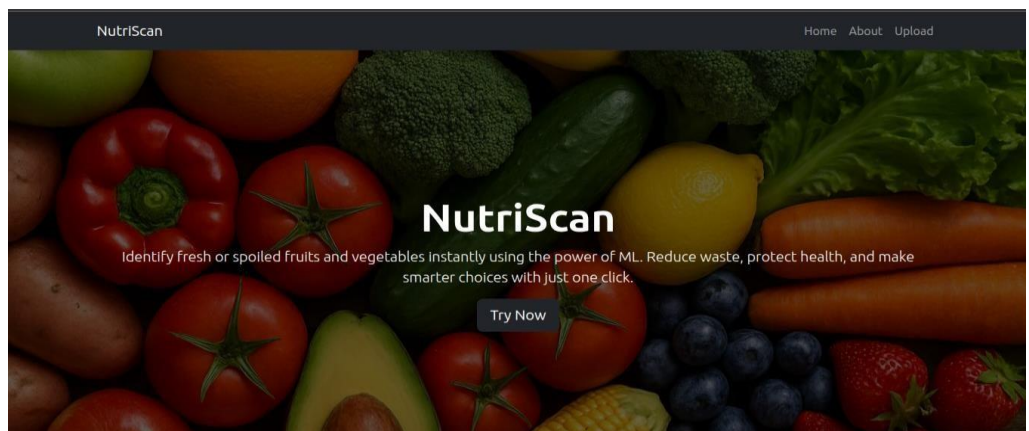 NutriScan
Home About Upload
NutriScan
Identify fresh or spoiled fruits and vegetables instantly using the power of ML. Reduce waste, protect health, and make
smarter choices with just one click.
Try Now